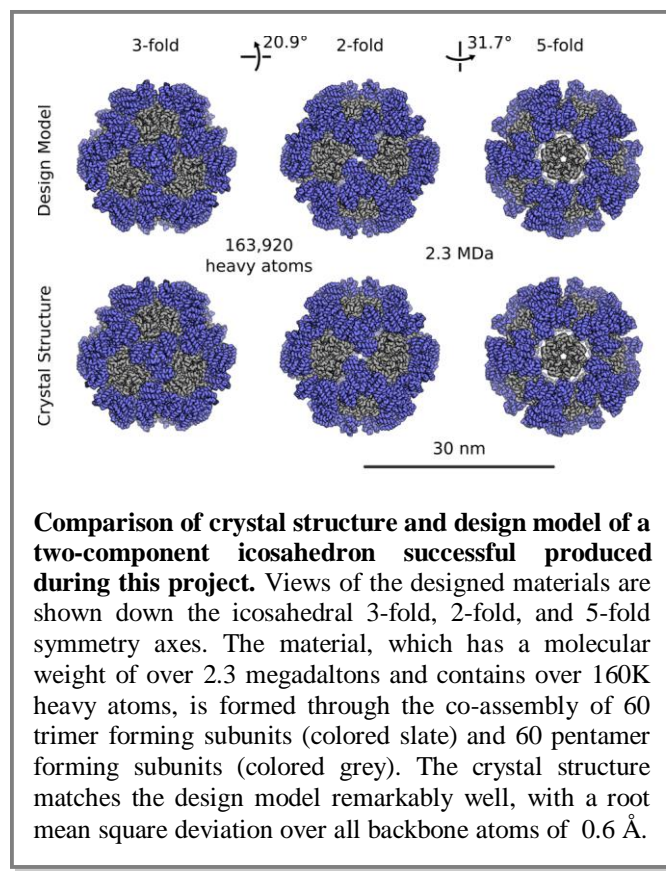 3-fold 20.9° 2-fold 31.7° 5-fold
Design Model
163,920
heavy atoms
2.3 MDa
Crystal Structure
30 nm
Comparison of crystal structure and design model of a
two-component icosahedron successful produced
during this project. Views of the designed materials are
shown down the icosahedral 3-fold, 2-fold, and 5-fold
symmetry axes. The material, which has a molecular
weight of over 2.3 megadaltons and contains over 160K
heavy atoms, is formed through the co-assembly of 60
trimer forming subunits (colored slate) and 60 pentamer
forming subunits (colored grey). The crystal structure
matches the design model remarkably well, with a root
mean square deviation over all backbone atoms of 0.6 Å.